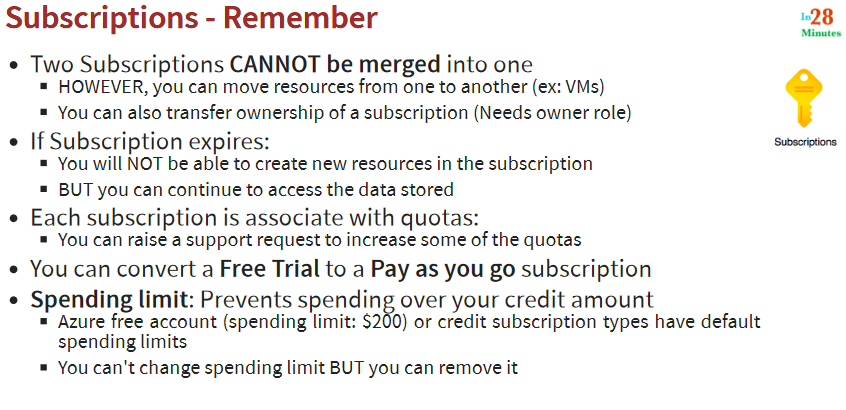 Subscriptions - Remember
In28
Minutes
• Two Subscriptions CANNOT be merged into one
▪ HOWEVER, you can move resources from one to another (ex: VMs)
▪ You can also transfer ownership of a subscription (Needs owner role)
• If Subscription expires:
▪ You will NOT be able to create new resources in the subscription
▪ BUT you can continue to access the data stored
• Each subscription is associate with quotas:
▪ You can raise a support request to increase some of the quotas
• You can convert a Free Trial to a Pay as you go subscription
• Spending limit: Prevents spending over your credit amount
▪ Azure free account (spending limit: $200) or credit subscription types have default
spending limits
▪ You can't change spending limit BUT you can remove it
Subscriptions